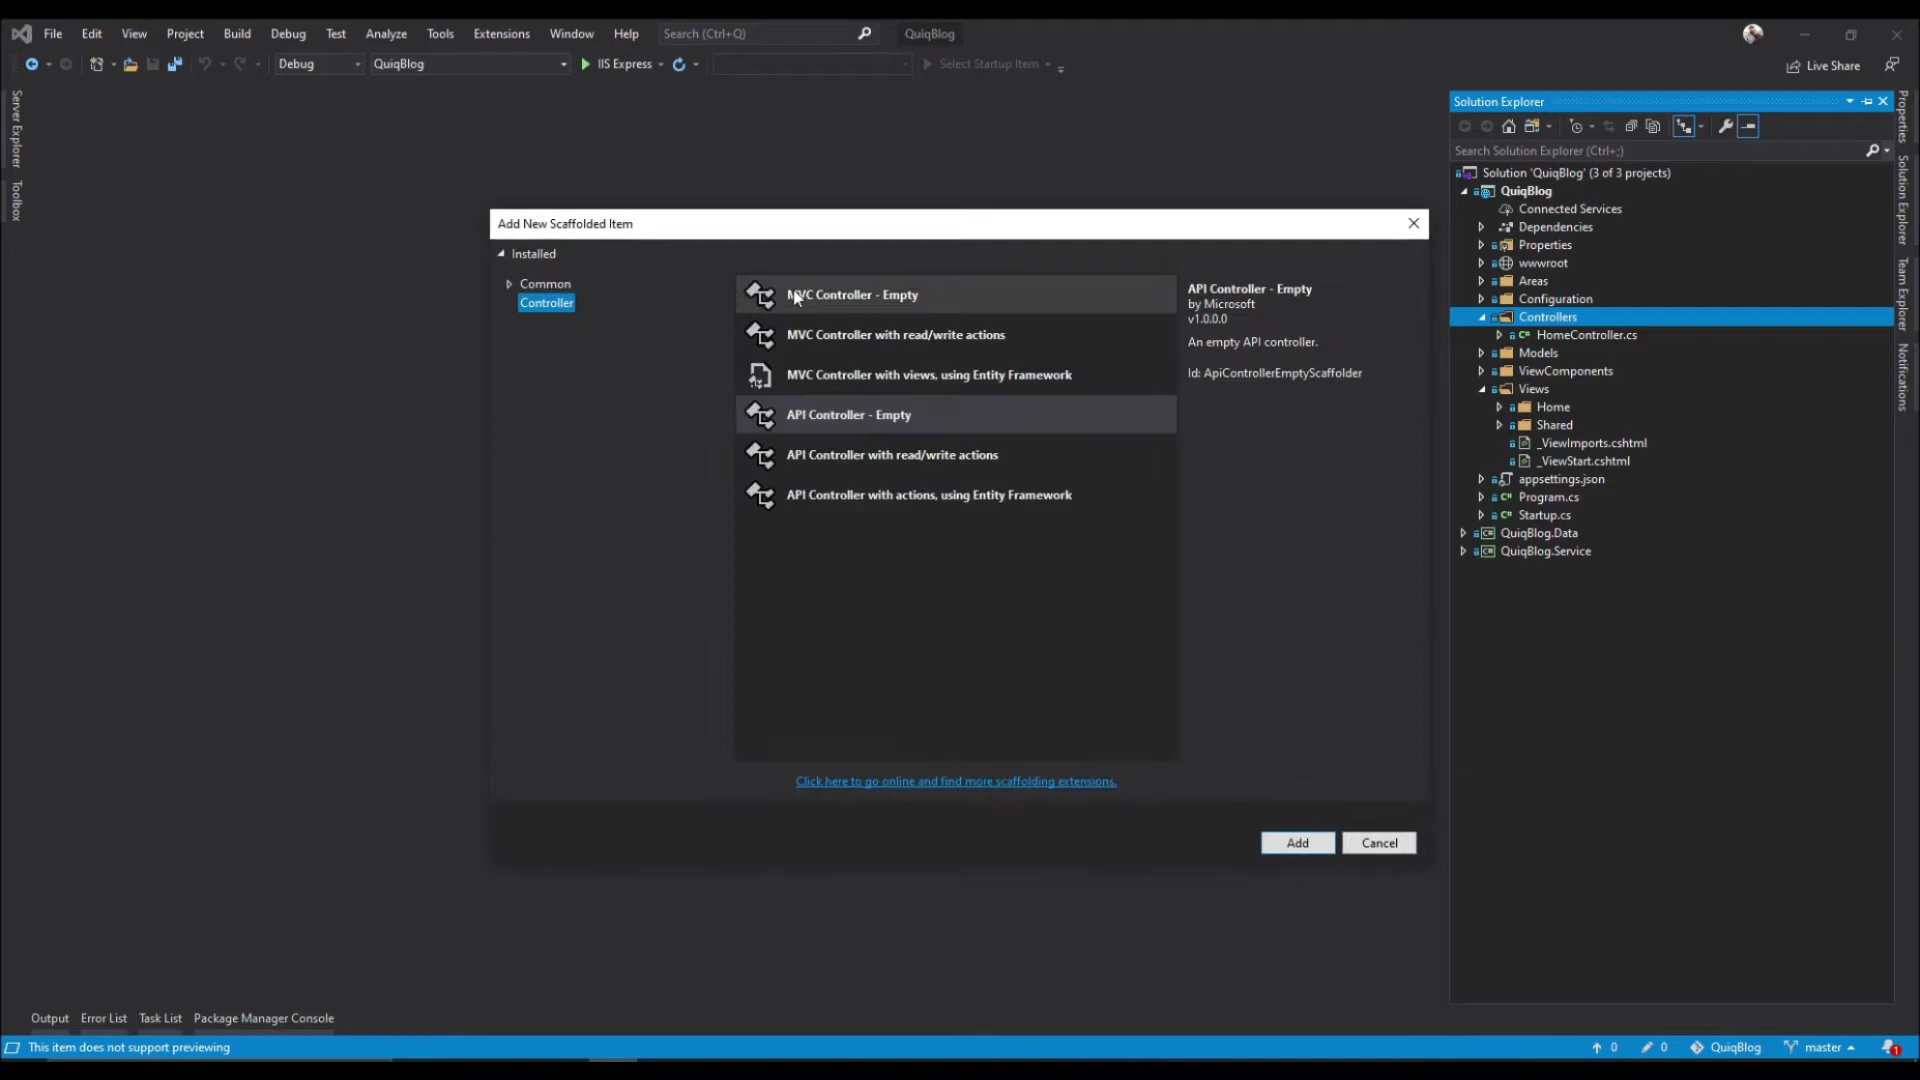 File Edit View Project Build Debug Test Analyze Tools Extensions Window Help Search (Ctrl+Q) QuiqBlog
Debug QuiqBlog IIS Express Select Startup Item Live Share
Server Explorer
Toolbox
Add New Scaffolded Item
Installed
Common
Controller
MVC Controller - Empty
MVC Controller with read/write actions
MVC Controller with views, using Entity Framework
API Controller - Empty
API Controller with read/write actions
API Controller with actions, using Entity Framework
API Controller - Empty
by Microsoft
v1.0.0.0
An empty API controller.
Id: ApiControllerEmptyScaffolder
Click here to go online and find more scaffolding extensions.
Add Cancel
Solution Explorer
Search Solution Explorer (Ctrl+;)
Solution 'QuiqBlog' (3 of 3 projects)
QuiqBlog
Connected Services
Dependencies
Properties
wwwroot
Areas
Configuration
Controllers
C# HomeController.cs
Models
ViewComponents
Views
Home
Shared
_ViewImports.cshtml
_ViewStart.cshtml
appsettings.json
C# Program.cs
C# Startup.cs
C# QuiqBlog.Data
C# QuiqBlog.Service
Properties
Solution Explorer
Team Explorer
Notifications
Output Error List Task List Package Manager Console
This item does not support previewing
0 0 QuiqBlog master 1